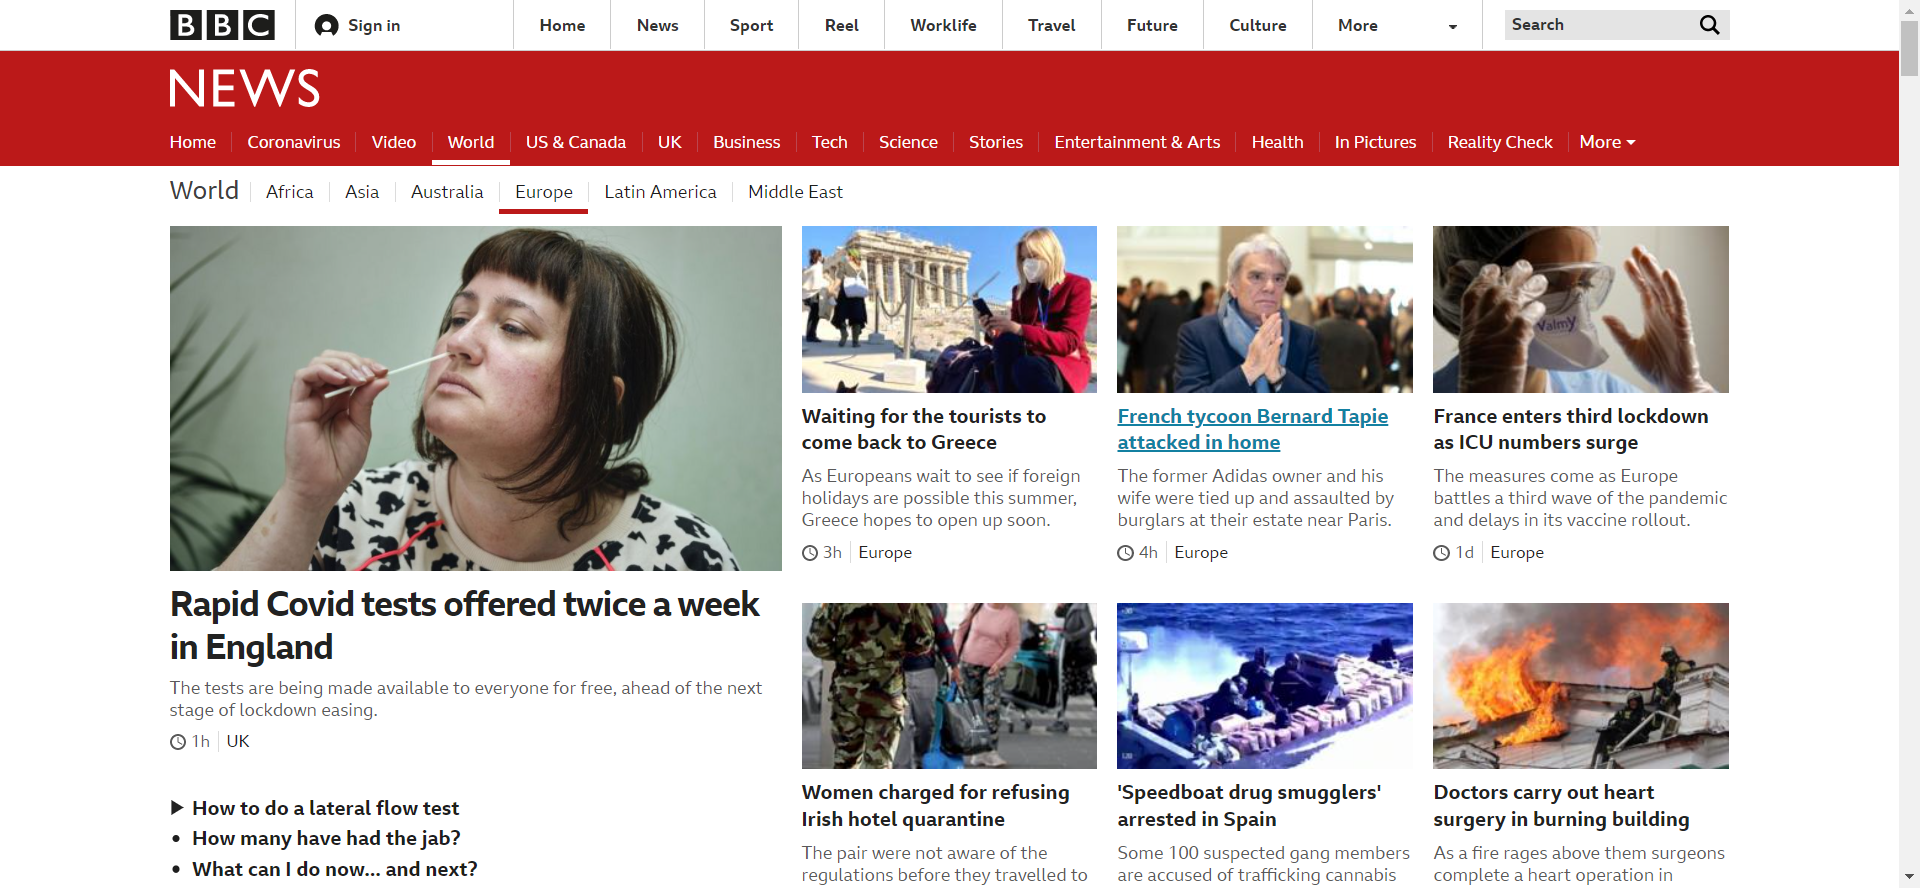 BBC
Sign in
Home
News
Sport
Reel
Worklife
Travel
Future
Culture
More
Search
NEWS
Home
Coronavirus
Video
World
US & Canada
UK
Business
Tech
Science
Stories
Entertainment & Arts
Health
In Pictures
Reality Check
More
World
Africa
Asia
Australia
Europe
Latin America
Middle East
Rapid Covid tests offered twice a week
in England
The tests are being made available to everyone for free, ahead of the next
stage of lockdown easing.
1h
UK
How to do a lateral flow test
How many have had the jab?
What can I do now... and next?
Waiting for the tourists to
come back to Greece
As Europeans wait to see if foreign
holidays are possible this summer,
Greece hopes to open up soon.
3h
Europe
French tycoon Bernard Tapie
attacked in home
The former Adidas owner and his
wife were tied up and assaulted by
burglars at their estate near Paris.
4h
Europe
Valmy
France enters third lockdown
as ICU numbers surge
The measures come as Europe
battles a third wave of the pandemic
and delays in its vaccine rollout.
1d
Europe
Women charged for refusing
Irish hotel quarantine
The pair were not aware of the
regulations before they travelled to
'Speedboat drug smugglers'
arrested in Spain
Some 100 suspected gang members
are accused of trafficking cannabis
Doctors carry out heart
surgery in burning building
As a fire rages above them surgeons
complete a heart operation in